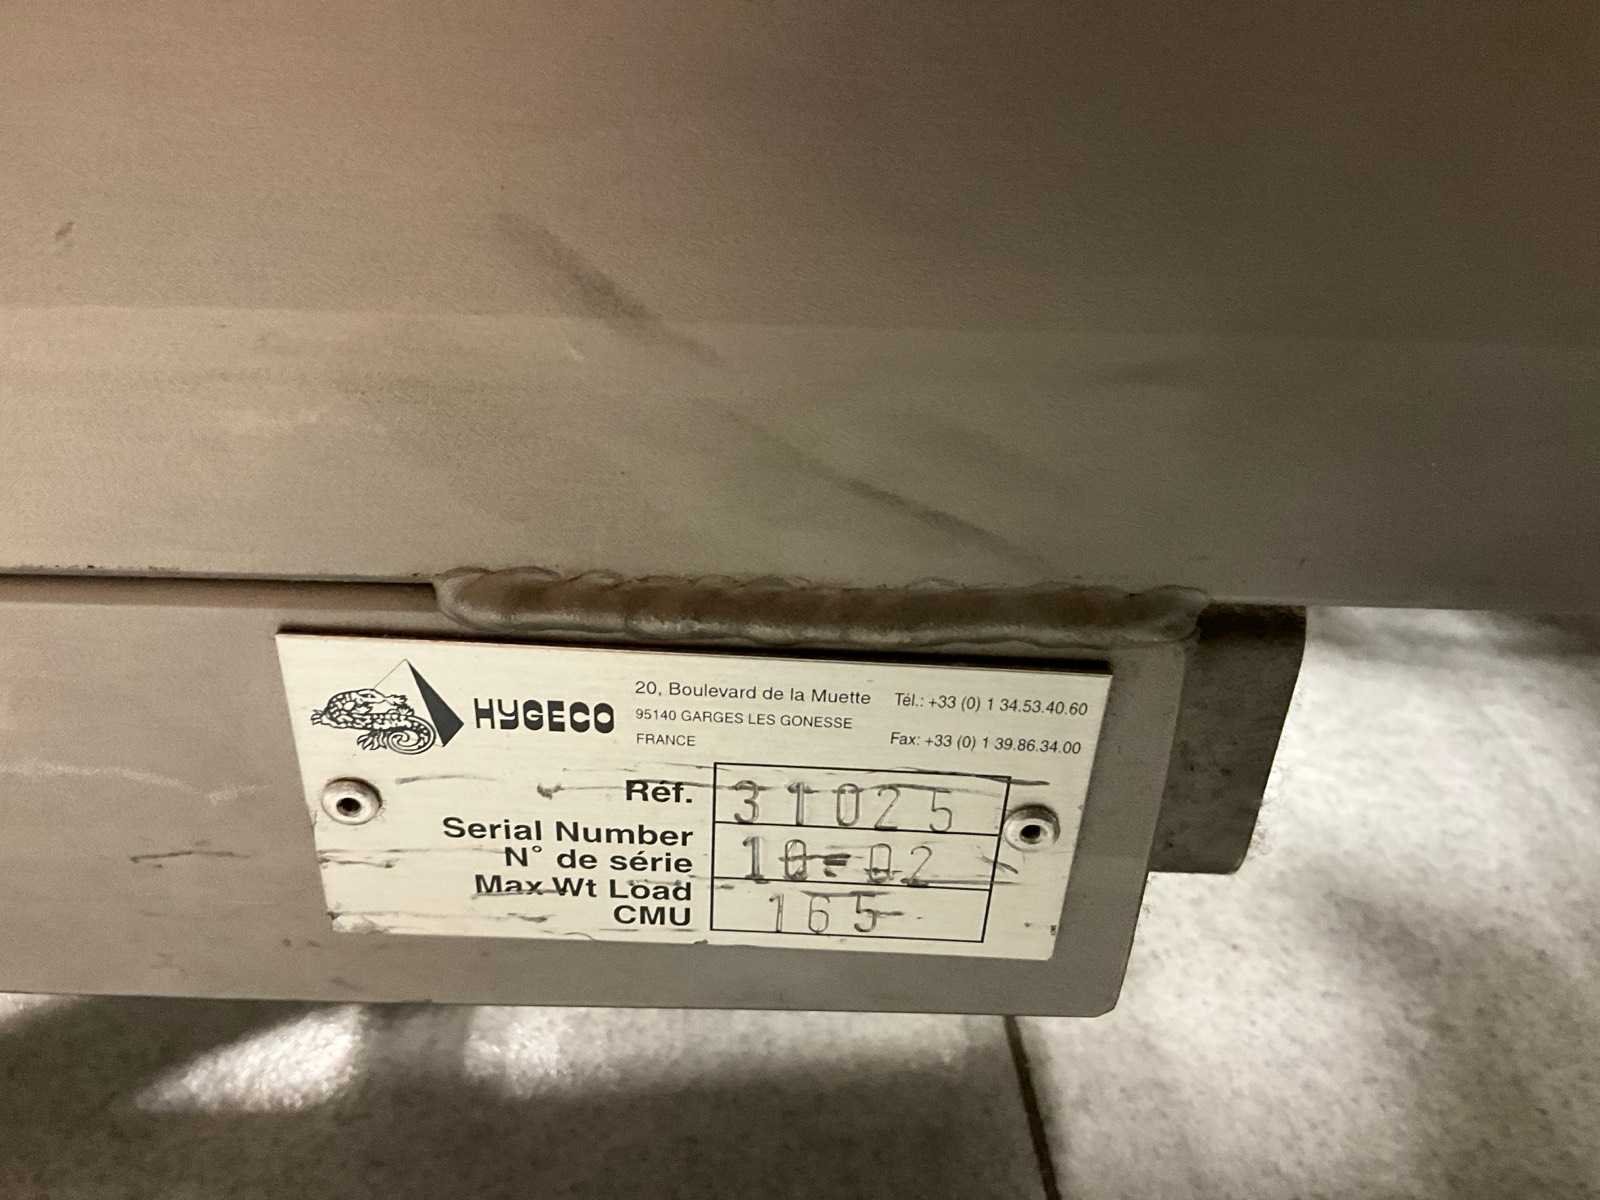 HYGECO
20, Boulevard de la Muette
95140 GARGES LES GONESSE
FRANCE
Tél.: +33 (0) 1 34.53.40.60
Fax: +33 (0) 1 39.86.34.00
Réf. 31025
Serial Number
N° de série 10-02
Max Wt Load
CMU 165